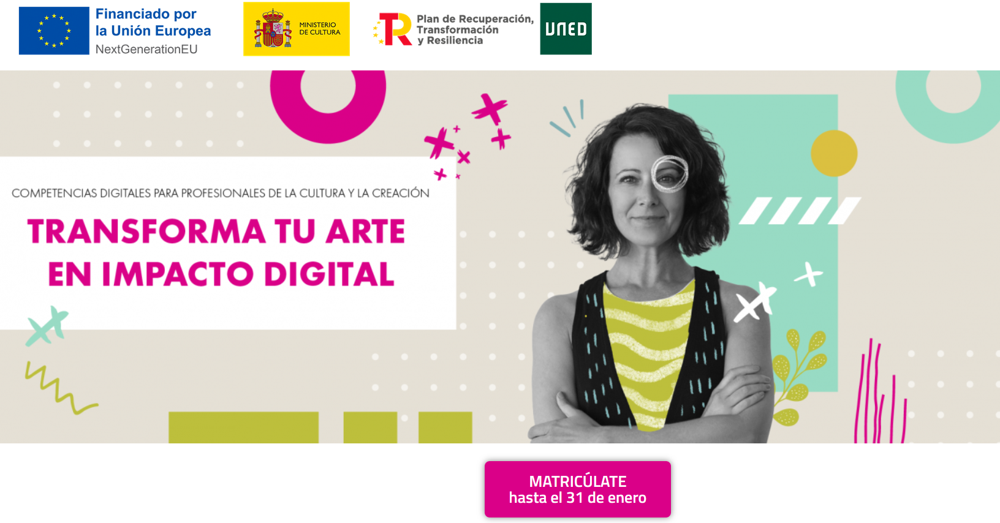 Financiado por
la Unión Europea
NextGenerationEU
MINISTERIO
DE CULTURA
Plan de Recuperación,
Transformación
y Resiliencia
UNED
COMPETENCIAS DIGITALES PARA PROFESIONALES DE LA CULTURA Y LA CREACIÓN
TRANSFORMA TU ARTE
EN IMPACTO DIGITAL
MATRICÚLATE
hasta el 31 de enero